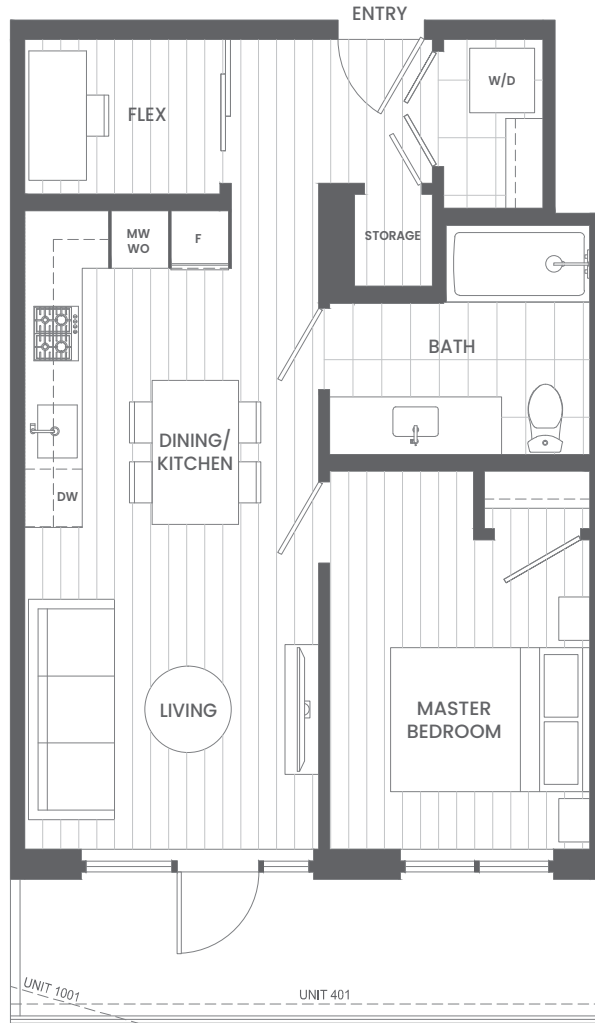 ENTRY
W/D
FLEX
MW
WO
F
STORAGE
BATH
DINING/
KITCHEN
DW
LIVING
MASTER
BEDROOM
UNIT 1001
UNIT 401